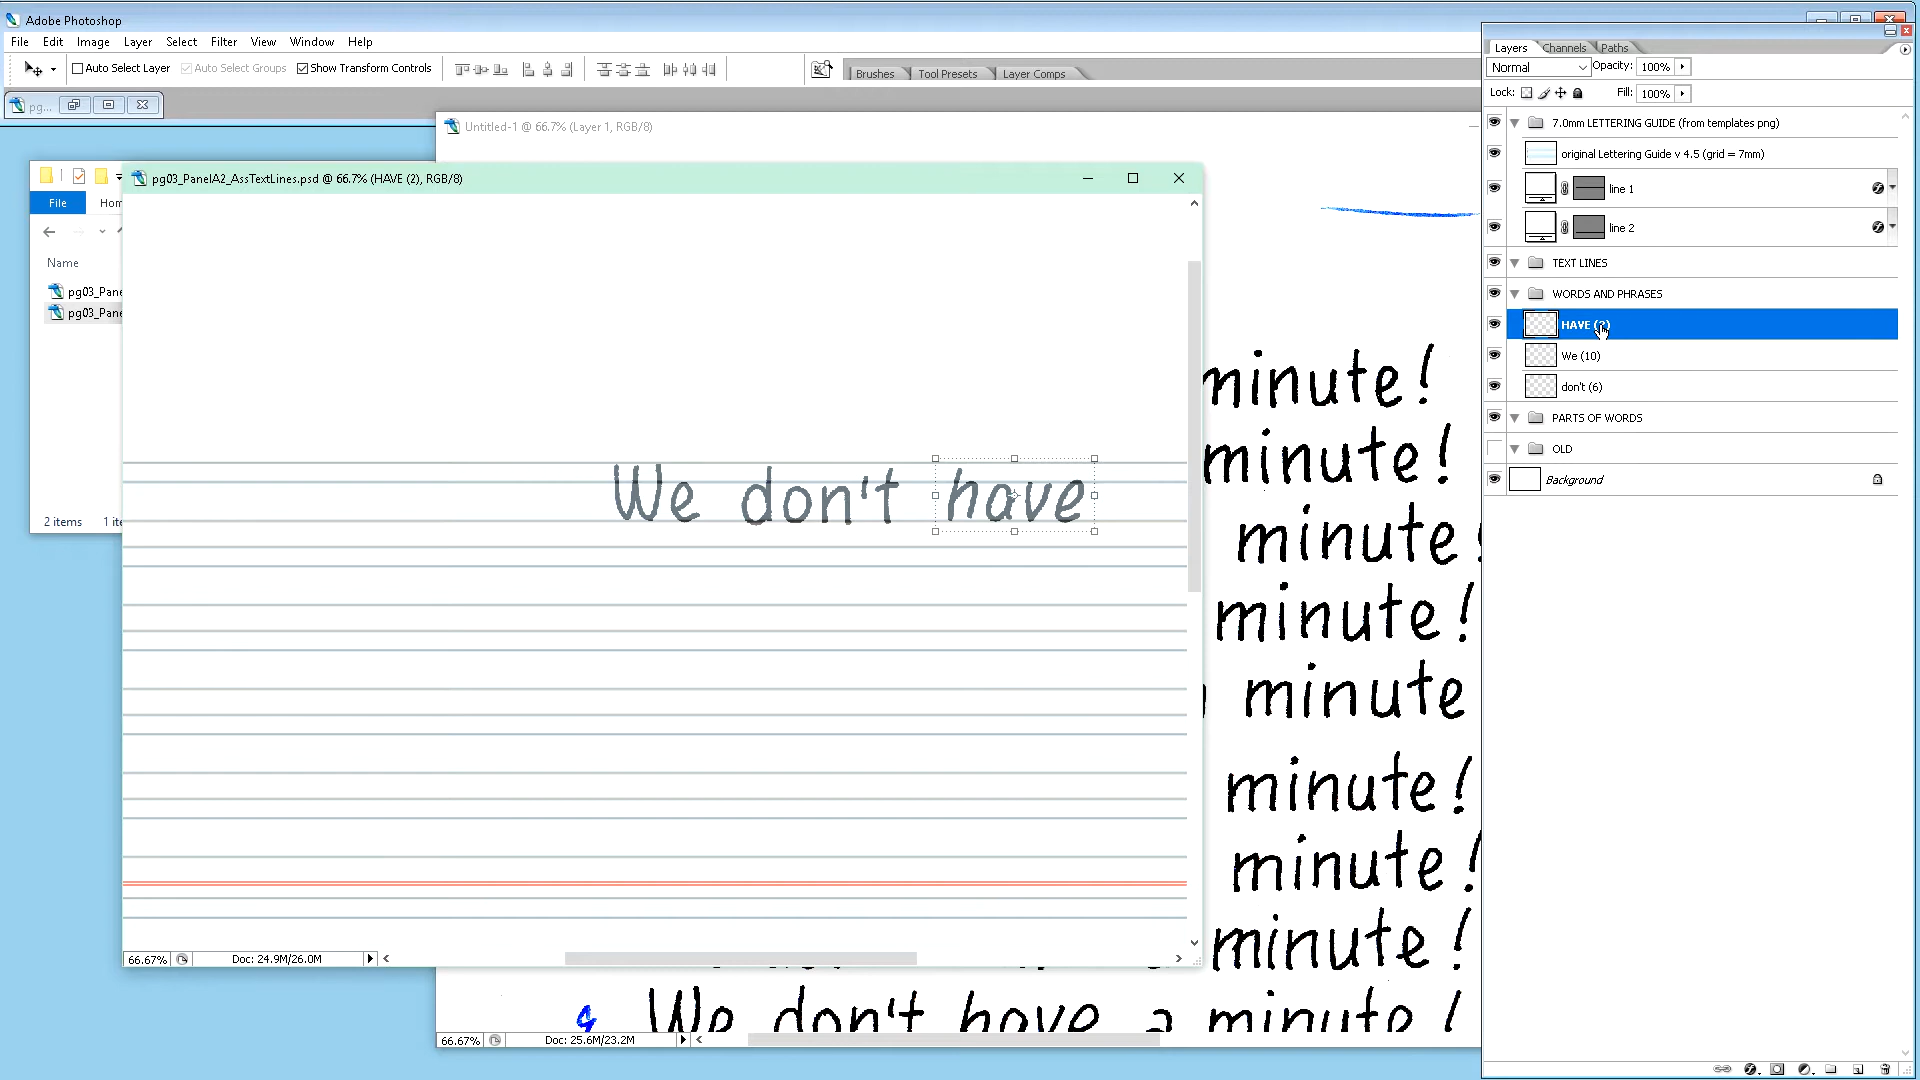 Adobe Photoshop
File Edit Image Layer Select Filter View Window Help
Auto Select Layer Auto Select Groups Show Transform Controls
Brushes Tool Presets Layer Comps
pg...
Untitled-1 @ 66.7% (Layer 1, RGB/8)
pg03_PanelA2_AssTextLines.psd @ 66.7% (HAVE (2), RGB/8)
File Hom
Name
pg03_Pane
pg03_Pane
2 items 1 ite
We don't have
66.67% Doc: 24.9M/26.0M
minute!
minute!
minute!
minute!
minute
minute!
minute!
minute!
We don't have a minute!
66.67% Doc: 25.6M/23.2M
Layers Channels Paths
Normal Opacity: 100%
Lock: Fill: 100%
7.0mm LETTERING GUIDE (from templates png)
original Lettering Guide v 4.5 (grid = 7mm)
line 1
line 2
TEXT LINES
WORDS AND PHRASES
HAVE (2)
We (10)
don't (6)
PARTS OF WORDS
OLD
Background